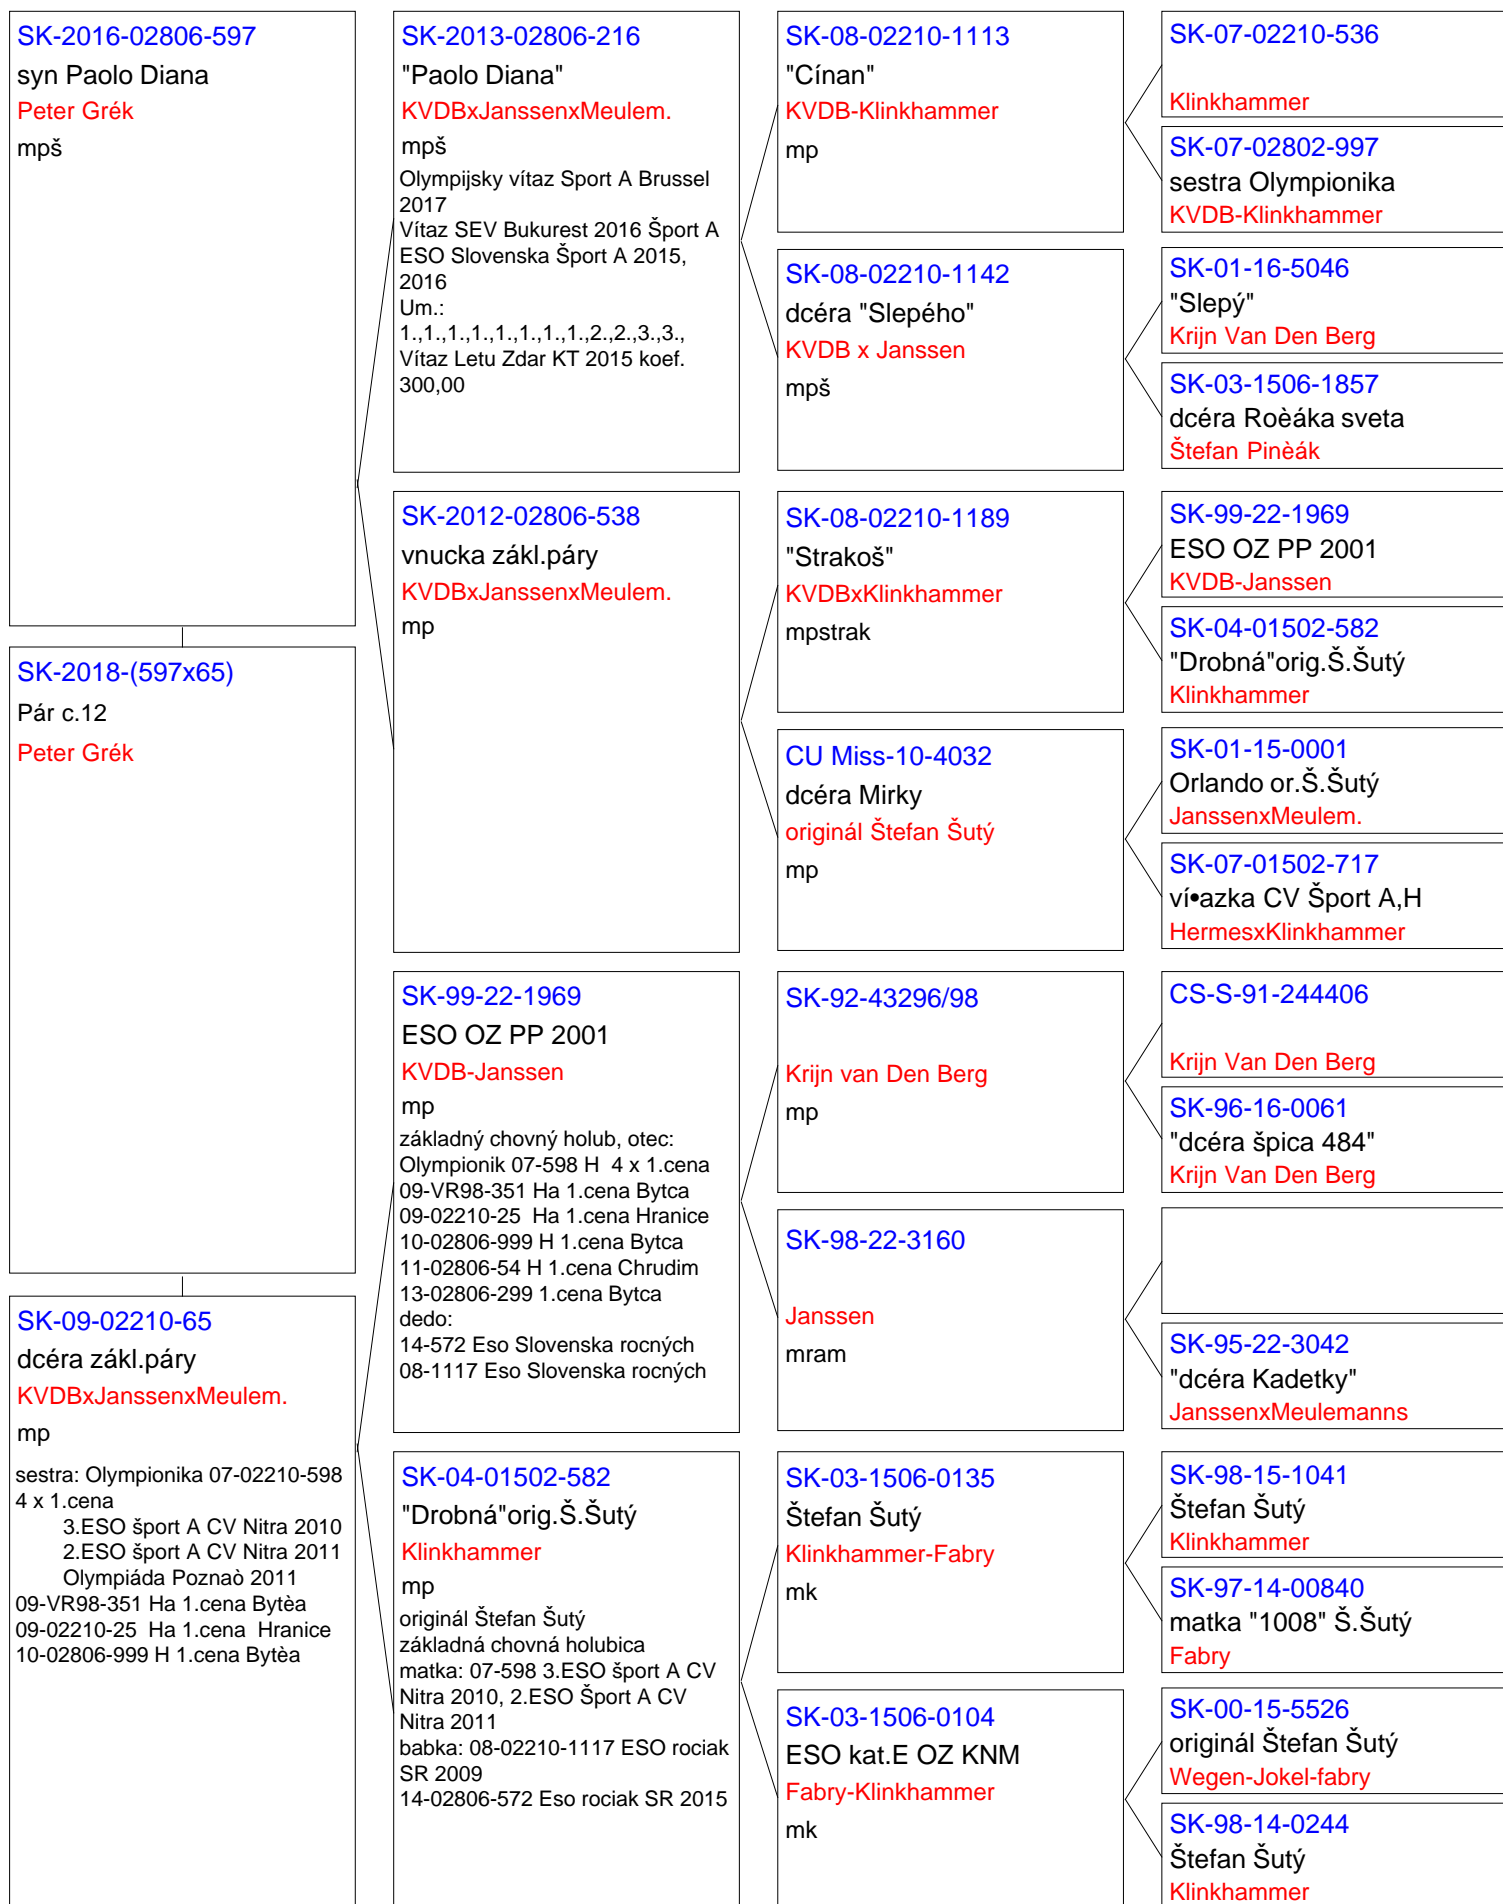 SK-2016-02806-597
syn Paolo Diana
Peter Grék
mpš
SK-2018-(597x65)
Pár c.12
Peter Grék
SK-09-02210-65
dcéra zákl.páry
KVDBxJanssenxMeulem.
mp
sestra: Olympionika 07-02210-598
4 x 1.cena
3.ESO šport A CV Nitra 2010
2.ESO šport A CV Nitra 2011
Olympiáda Poznaò 2011
09-VR98-351 Ha 1.cena Bytèa
09-02210-25  Ha 1.cena  Hranice
10-02806-999 H 1.cena Bytèa
SK-2013-02806-216
"Paolo Diana"
KVDBxJanssenxMeulem.
mpš
Olympijsky vítaz Sport A Brussel
2017
Vítaz SEV Bukurest 2016 Šport A
ESO Slovenska Šport A 2015,
2016
Um.:
1.,1.,1.,1.,1.,1.,1.,1.,2.,2.,3.,3.,
Vítaz Letu Zdar KT 2015 koef.
300,00
SK-2012-02806-538
vnucka zákl.páry
KVDBxJanssenxMeulem.
mp
SK-99-22-1969
ESO OZ PP 2001
KVDB-Janssen
mp
základný chovný holub, otec:
Olympionik 07-598 H  4 x 1.cena
09-VR98-351 Ha 1.cena Bytca
09-02210-25  Ha 1.cena Hranice
10-02806-999 H 1.cena Bytca
11-02806-54 H 1.cena Chrudim
13-02806-299 1.cena Bytca
dedo:
14-572 Eso Slovenska rocných
08-1117 Eso Slovenska rocných
SK-04-01502-582
"Drobná"orig.Š.Šutý
Klinkhammer
mp
originál Štefan Šutý
základná chovná holubica
matka: 07-598 3.ESO šport A CV
Nitra 2010, 2.ESO Šport A CV
Nitra 2011
babka: 08-02210-1117 ESO rociak
SR 2009
14-02806-572 Eso rociak SR 2015
SK-08-02210-1113
"Cínan"
KVDB-Klinkhammer
mp
SK-08-02210-1142
dcéra "Slepého"
KVDB x Janssen
mpš
SK-08-02210-1189
"Strakoš"
KVDBxKlinkhammer
mpstrak
CU Miss-10-4032
dcéra Mirky
originál Štefan Šutý
mp
SK-92-43296/98
Krijn van Den Berg
mp
SK-98-22-3160
Janssen
mram
SK-03-1506-0135
Štefan Šutý
Klinkhammer-Fabry
mk
SK-03-1506-0104
ESO kat.E OZ KNM
Fabry-Klinkhammer
mk
SK-07-02210-536
Klinkhammer
SK-07-02802-997
sestra Olympionika
KVDB-Klinkhammer
SK-01-16-5046
"Slepý"
Krijn Van Den Berg
SK-03-1506-1857
dcéra Roèáka sveta
Štefan Pinèák
SK-99-22-1969
ESO OZ PP 2001
KVDB-Janssen
SK-04-01502-582
"Drobná"orig.Š.Šutý
Klinkhammer
SK-01-15-0001
Orlando or.Š.Šutý
JanssenxMeulem.
SK-07-01502-717
ví•azka CV Šport A,H
HermesxKlinkhammer
CS-S-91-244406
Krijn Van Den Berg
SK-96-16-0061
"dcéra špica 484"
Krijn Van Den Berg
SK-95-22-3042
"dcéra Kadetky"
JanssenxMeulemanns
SK-98-15-1041
Štefan Šutý
Klinkhammer
SK-97-14-00840
matka "1008" Š.Šutý
Fabry
SK-00-15-5526
originál Štefan Šutý
Wegen-Jokel-fabry
SK-98-14-0244
Štefan Šutý
Klinkhammer